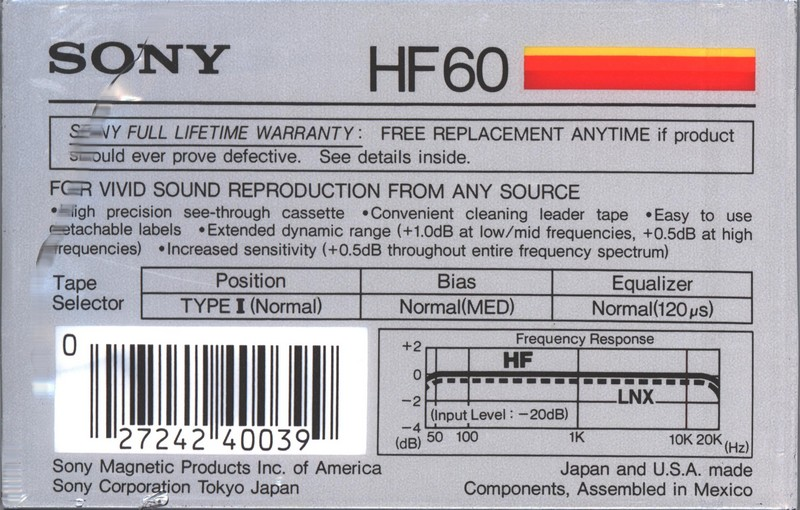 SONY HF60
SONY FULL LIFETIME WARRANTY: FREE REPLACEMENT ANYTIME if product
should ever prove defective. See details inside.
FOR VIVID SOUND REPRODUCTION FROM ANY SOURCE
•High precision see-through cassette •Convenient cleaning leader tape •Easy to use
detachable labels •Extended dynamic range (+1.0dB at low/mid frequencies, +0.5dB at high
frequencies) •Increased sensitivity (+0.5dB throughout entire frequency spectrum)
Tape Selector
Position Bias Equalizer
TYPE I (Normal) Normal(MED) Normal(120µs)
0
27242 40039
Frequency Response
+2
0
-2
-4
(dB)
HF
LNX
(Input Level : -20dB)
50 100 1K 10K 20K (Hz)
Sony Magnetic Products Inc. of America
Sony Corporation Tokyo Japan
Japan and U.S.A. made
Components, Assembled in Mexico